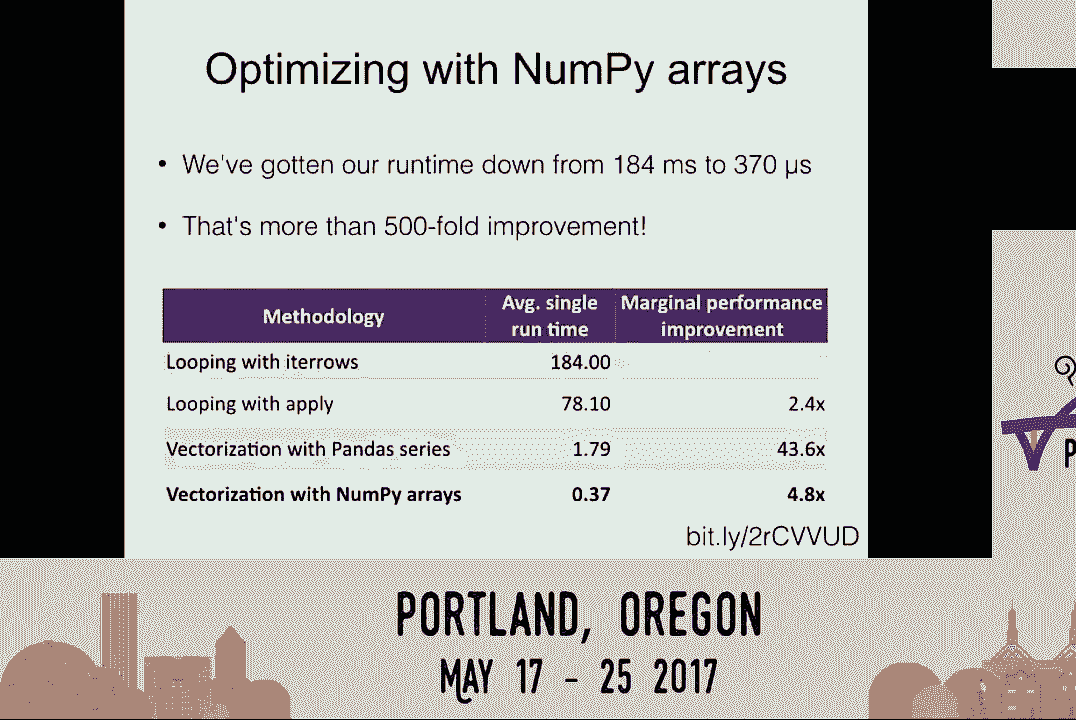 Optimizing with NumPy arrays
• We've gotten our runtime down from 184 ms to 370 µs
• That's more than 500-fold improvement!
Methodology Avg. single run time Marginal performance improvement
Looping with iterrows 184.00
Looping with apply 78.10 2.4x
Vectorization with Pandas series 1.79 43.6x
Vectorization with NumPy arrays 0.37 4.8x
bit.ly/2rCVVUD
PORTLAND, OREGON
MAY 17 - 25 2017
P